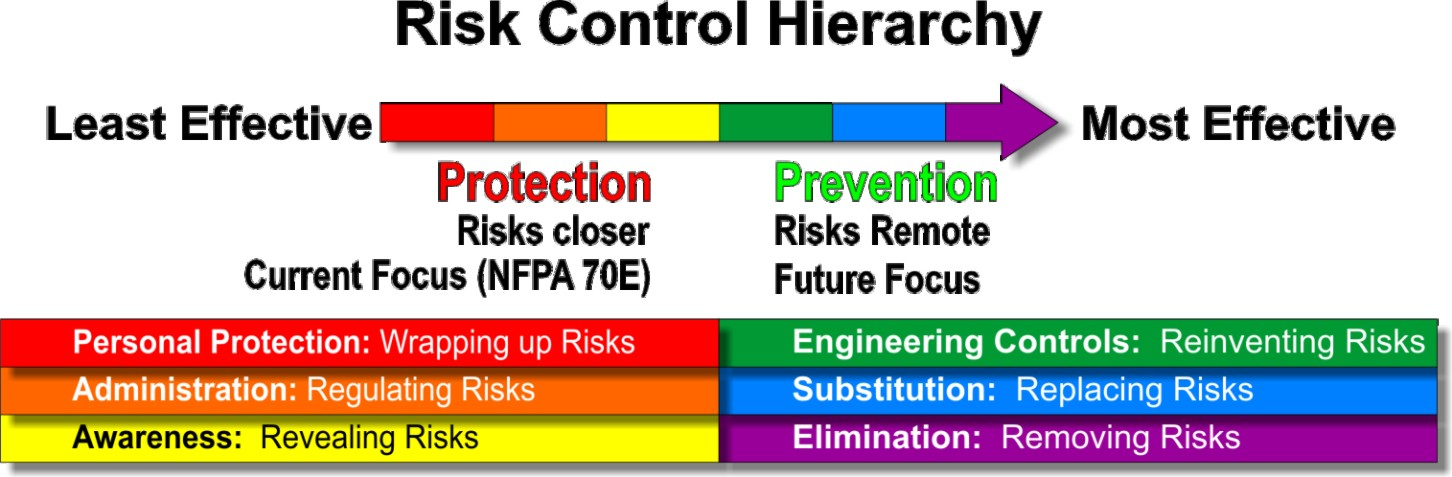 Risk Control Hierarchy
Least Effective
Most Effective
Protection
Risks closer
Current Focus (NFPA 70E)
Prevention
Risks Remote
Future Focus
Personal Protection: Wrapping up Risks
Administration: Regulating Risks
Awareness: Revealing Risks
Engineering Controls: Reinventing Risks
Substitution: Replacing Risks
Elimination: Removing Risks